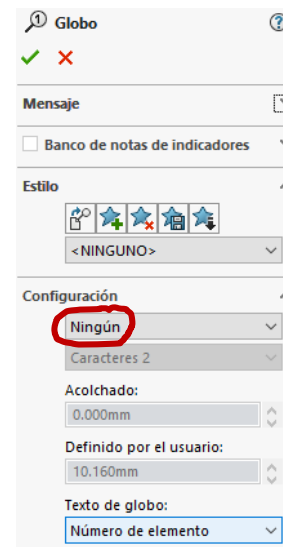 Globo
Mensaje
Banco de notas de indicadores
Estilo
<NINGUNO>
Configuración
Ningún
Caracteres 2
Acolchado:
0.000mm
Definido por el usuario:
10.160mm
Texto de globo:
Número de elemento